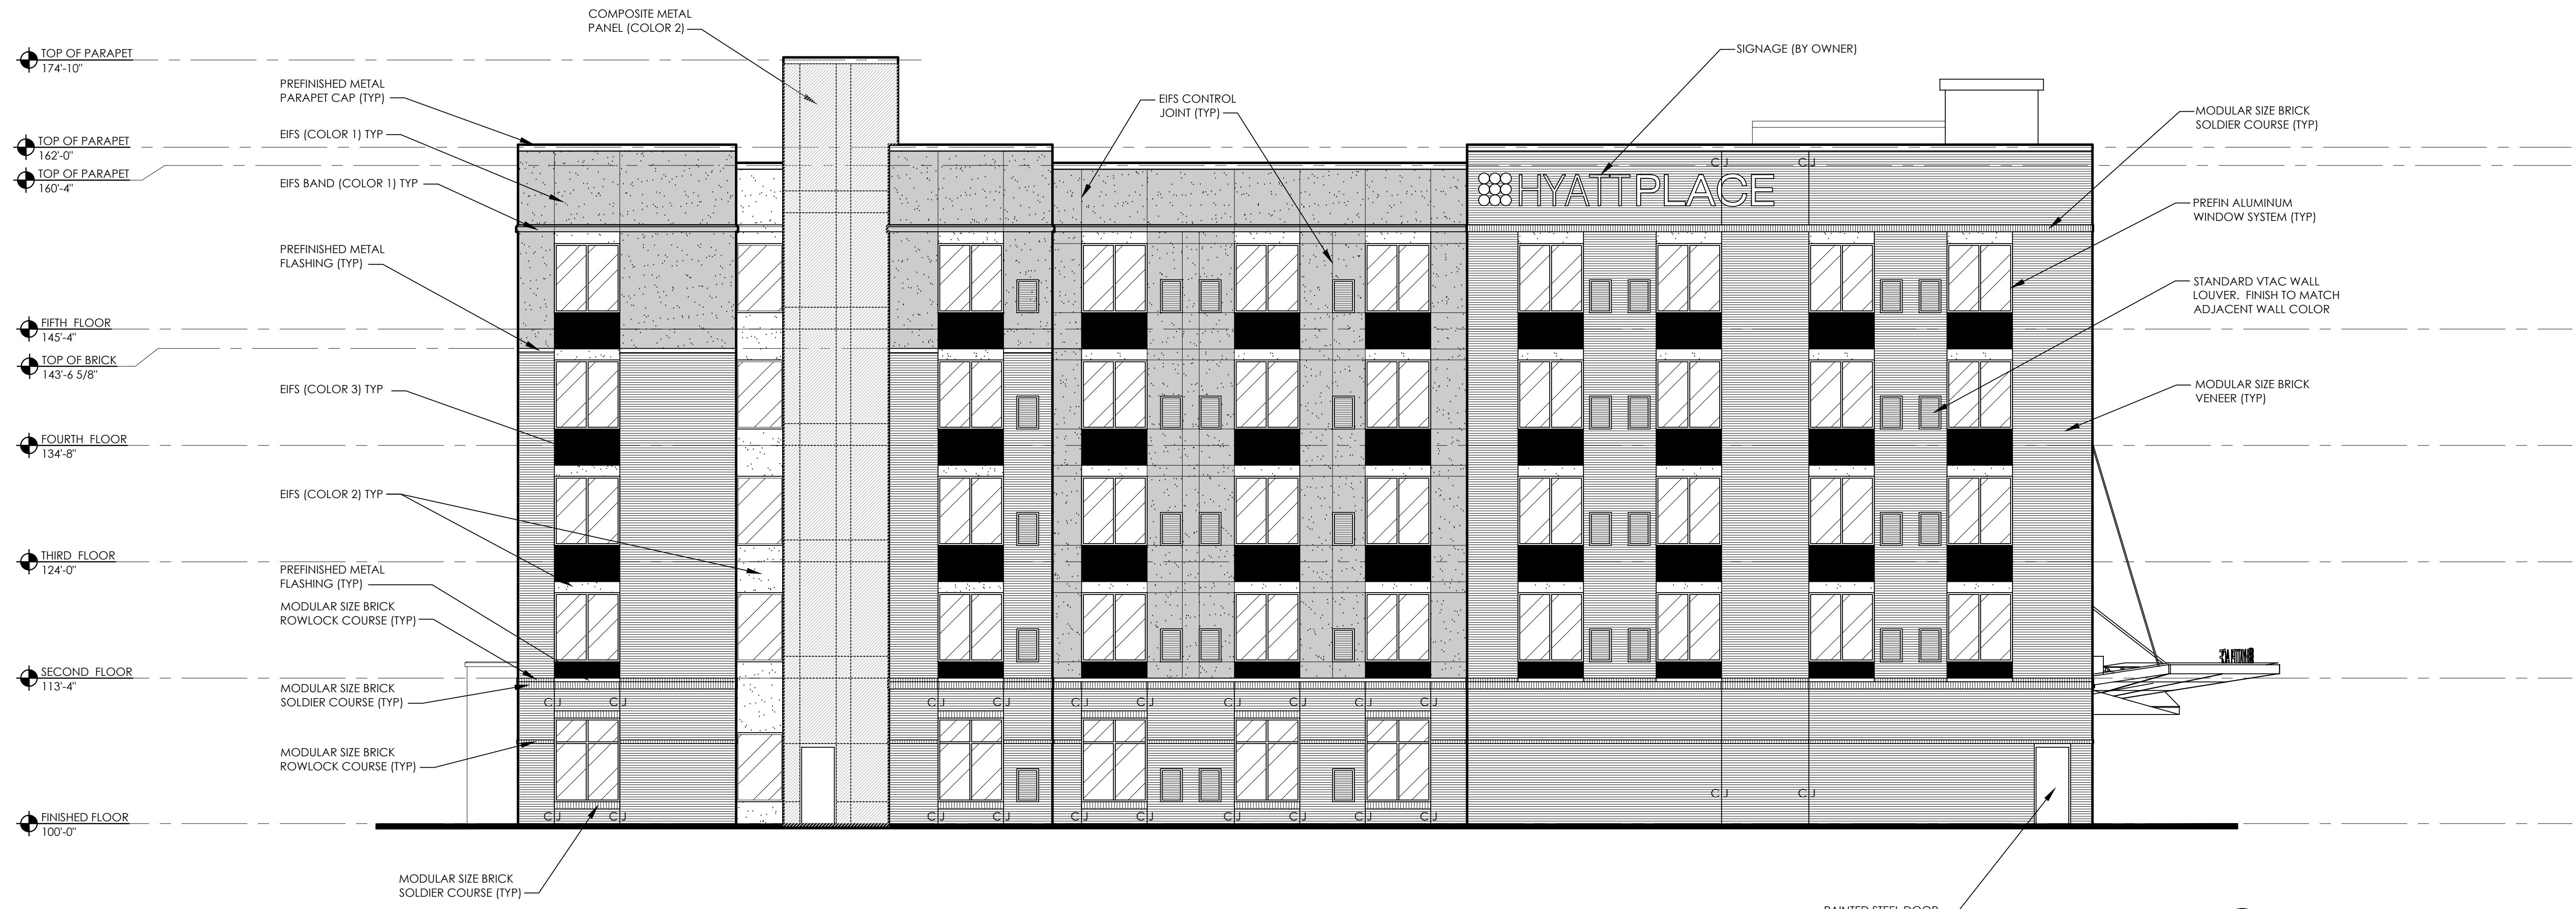 COMPOSITE METAL
PANEL (COLOR 2)
SIGNAGE (BY OWNER)
TOP OF PARAPET
174'-10"
PREFINISHED METAL
PARAPET CAP (TYP)
EIFS CONTROL
JOINT (TYP)
MODULAR SIZE BRICK
SOLDIER COURSE (TYP)
EIFS (COLOR 1) TYP
TOP OF PARAPET
162'-0"
TOP OF PARAPET
160'-4"
C J
C J
EIFS BAND (COLOR 1) TYP
HYATT PLACE
PREFIN ALUMINUM
WINDOW SYSTEM (TYP)
PREFINISHED METAL
FLASHING (TYP)
STANDARD VTAC WALL
LOUVER. FINISH TO MATCH
ADJACENT WALL COLOR
FIFTH FLOOR
145'-4"
TOP OF BRICK
143'-6 5/8"
EIFS (COLOR 3) TYP
MODULAR SIZE BRICK
VENEER (TYP)
FOURTH FLOOR
134'-8"
EIFS (COLOR 2) TYP
THIRD FLOOR
124'-0"
PREFINISHED METAL
FLASHING (TYP)
MODULAR SIZE BRICK
ROWLOCK COURSE (TYP)
SECOND FLOOR
113'-4"
MODULAR SIZE BRICK
SOLDIER COURSE (TYP)
C J C J C J C J C J C J C J C J C J
MODULAR SIZE BRICK
ROWLOCK COURSE (TYP)
C J C J
FINISHED FLOOR
100'-0"
C J C J C J C J C J C J C J C J C J
MODULAR SIZE BRICK
SOLDIER COURSE (TYP)
PAINTED STEEL DOOR